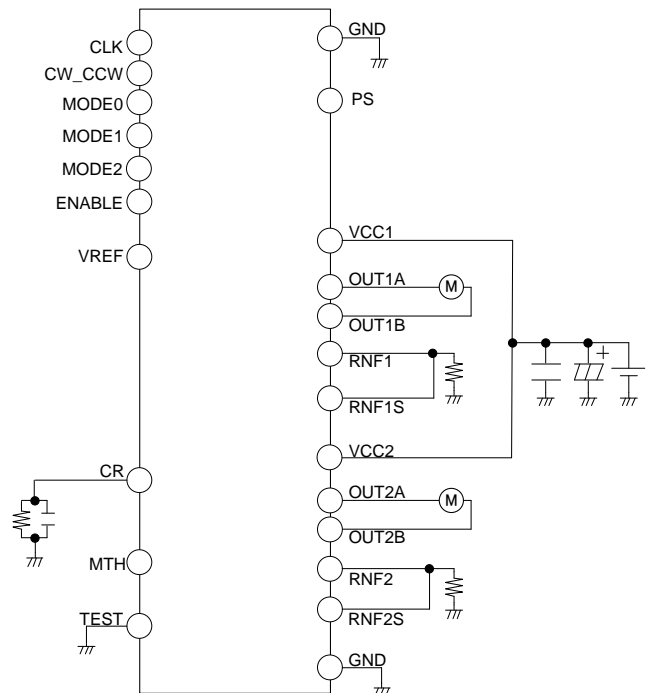 CLK
CW_CCW
MODE0
MODE1
MODE2
ENABLE
VREF
CR
MTH
TEST
GND
PS
VCC1
OUT1A
M
OUT1B
RNF1
RNF1S
+
VCC2
OUT2A
M
OUT2B
RNF2
RNF2S
GND